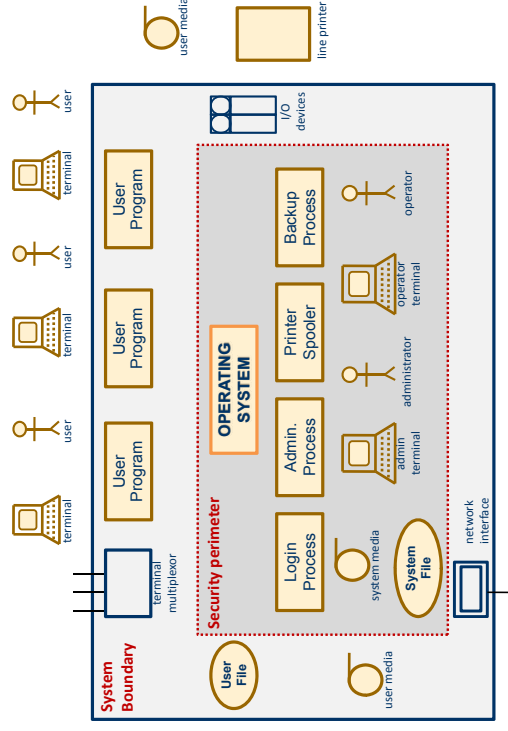 terminal
user
terminal
user
terminal
user
user media
line printer
System
Boundary
terminal
multiplexor
User
Program
User
Program
User
Program
I/O
devices
User
File
Security perimeter
OPERATING
SYSTEM
Login
Process
Admin.
Process
Printer
Spooler
Backup
Process
user media
system media
System
File
admin
terminal
administrator
operator
terminal
operator
network
interface